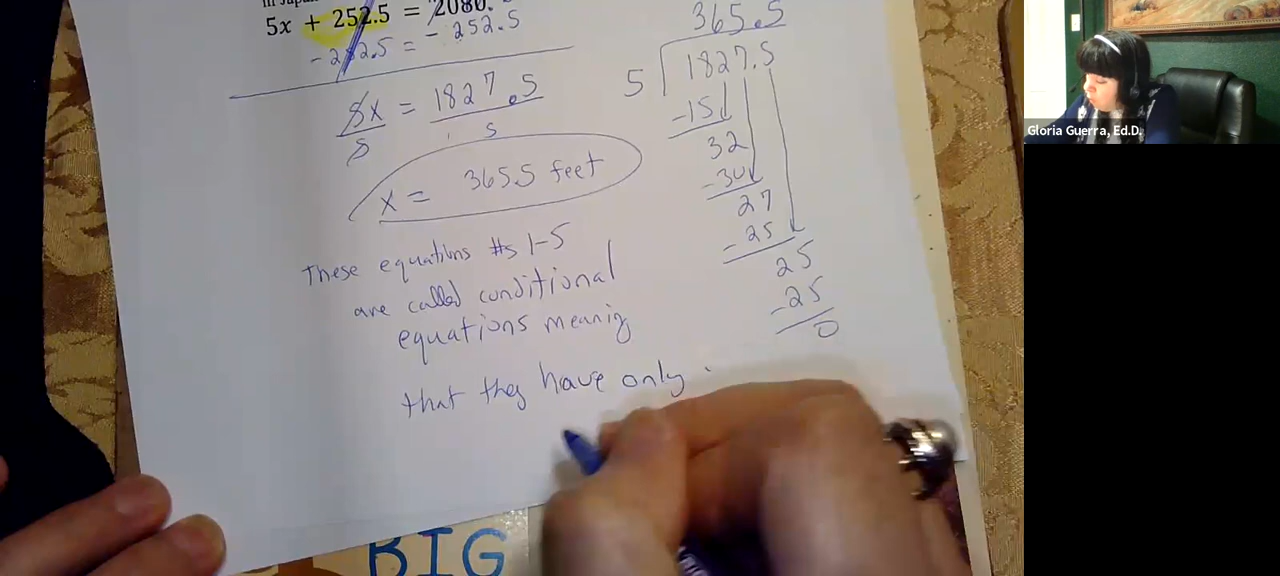 5x + 252.5 = 2080.
-252.5 = - 252.5
5x = 1827.5
5 5
x = 365.5 feet
These equations #s 1-5
are called conditional
equations meaning
that they have only
365.5
5 1827.5
-15
32
-30
27
-25
25
-25
0
BIG
Gloria Guerra, Ed.D.